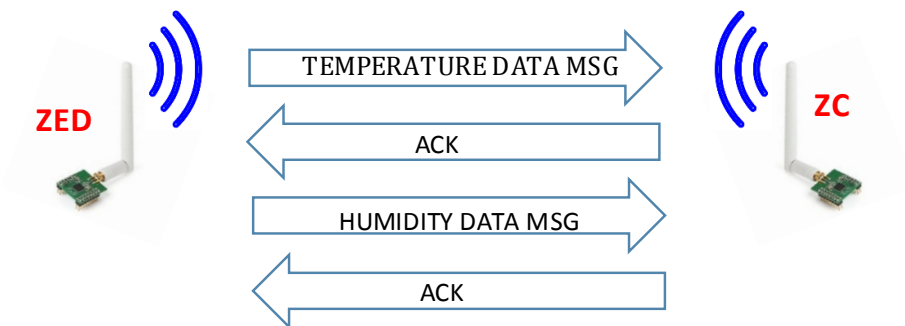 TEMPERATURE DATA MSG
ZED
ZC
ACK
HUMIDITY DATA MSG
ACK